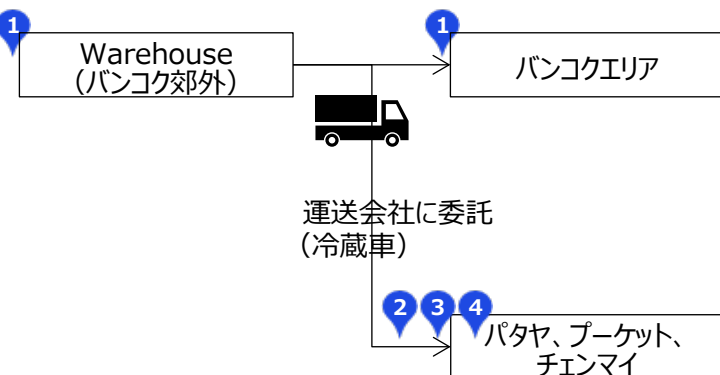 1
1
Warehouse
（バンコク郊外）
バンコクエリア
運送会社に委託
（冷蔵車）
2 3 4
パタヤ、プーケット、
チェンマイ